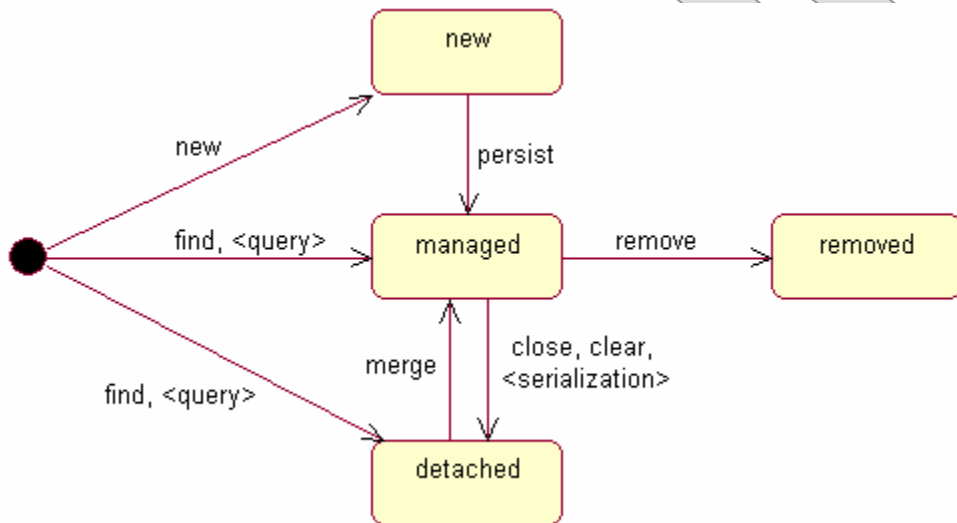 new
new
persist
find, <query>
managed
remove
removed
merge
close, clear,
<serialization>
find, <query>
detached